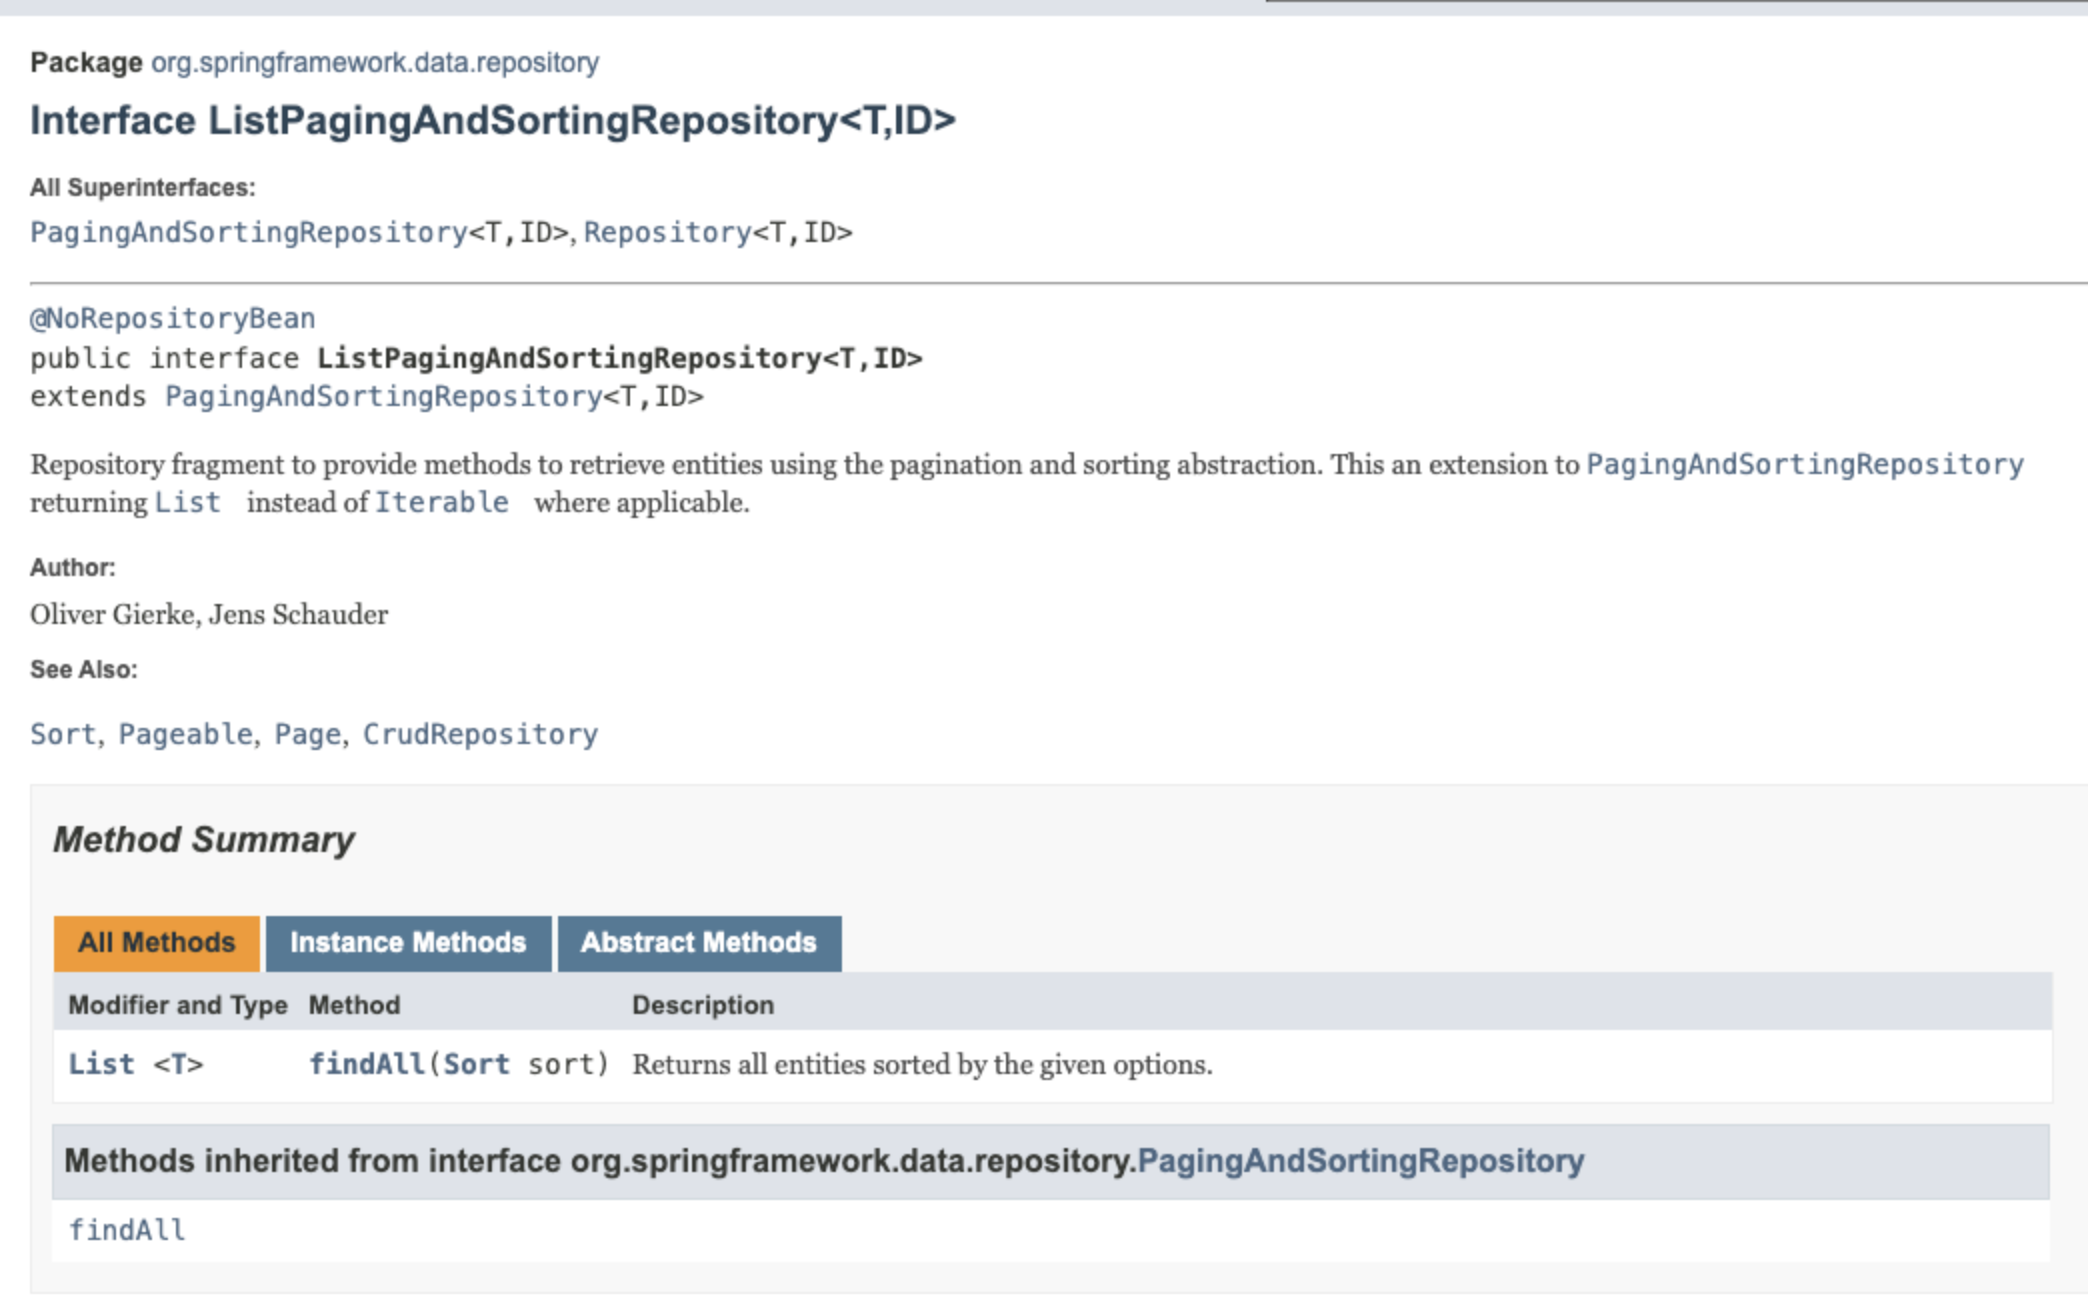 Package org.springframework.data.repository
Interface ListPagingAndSortingRepository<T,ID>
All Superinterfaces:
PagingAndSortingRepository<T,ID>, Repository<T,ID>
@NoRepositoryBean
public interface ListPagingAndSortingRepository<T,ID>
extends PagingAndSortingRepository<T,ID>
Repository fragment to provide methods to retrieve entities using the pagination and sorting abstraction. This an extension to PagingAndSortingRepository
returning List instead of Iterable where applicable.
Author:
Oliver Gierke, Jens Schauder
See Also:
Sort, Pageable, Page, CrudRepository
Method Summary
All Methods Instance Methods Abstract Methods
Modifier and Type Method Description
List <T> findAll(Sort sort) Returns all entities sorted by the given options.
Methods inherited from interface org.springframework.data.repository.PagingAndSortingRepository
findAll